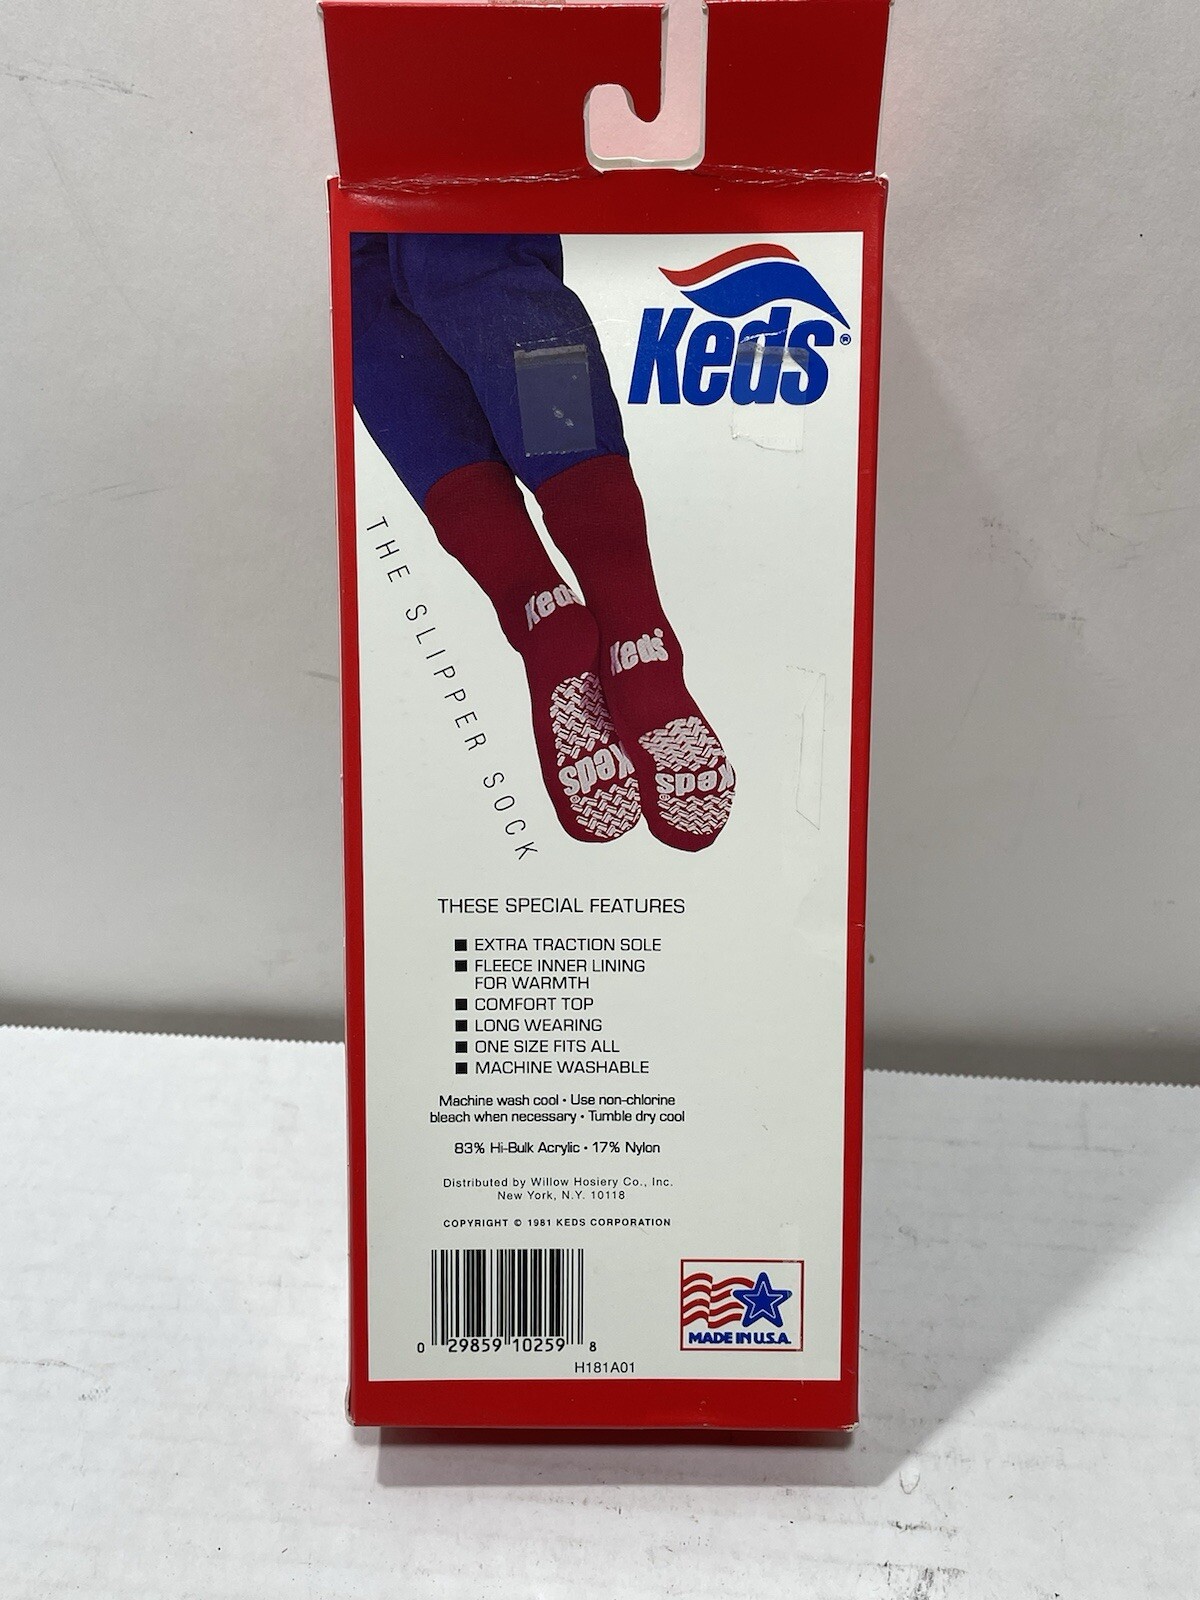 Keds®
THE SLIPPER SOCK
Keds
Keds
Keds
Keds
THESE SPECIAL FEATURES
■ EXTRA TRACTION SOLE
■ FLEECE INNER LINING
FOR WARMTH
■ COMFORT TOP
■ LONG WEARING
■ ONE SIZE FITS ALL
■ MACHINE WASHABLE
Machine wash cool • Use non-chlorine
bleach when necessary • Tumble dry cool
83% Hi-Bulk Acrylic • 17% Nylon
Distributed by Willow Hosiery Co., Inc.
New York, N.Y. 10118
COPYRIGHT © 1981 KEDS CORPORATION
0 29859 10259 8
H181A01
MADE IN U.S.A.